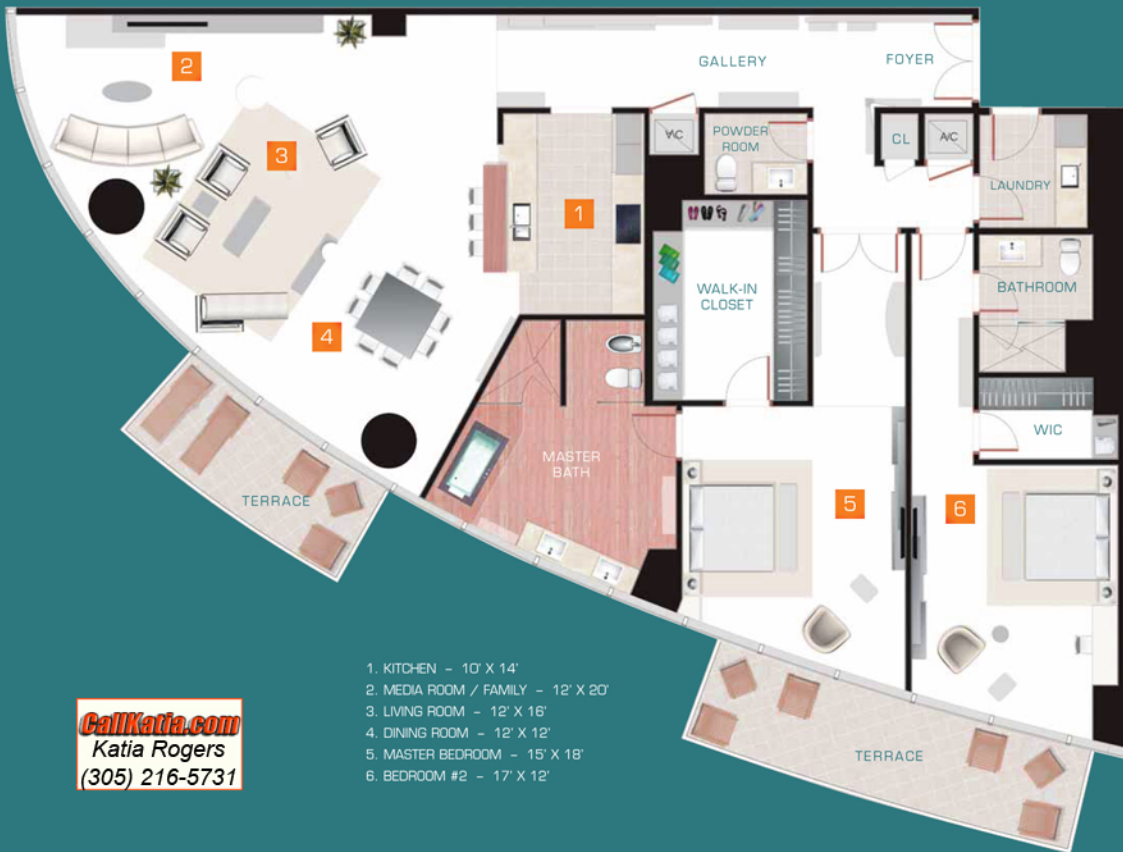 2
GALLERY
FOYER
A/C
POWDER
ROOM
CL
A/C
3
LAUNDRY
1
WALK-IN
CLOSET
BATHROOM
4
WIC
MASTER
BATH
TERRACE
5
6
TERRACE
1. KITCHEN – 10' X 14'
2. MEDIA ROOM / FAMILY – 12' X 20'
3. LIVING ROOM – 12' X 16'
4. DINING ROOM – 12' X 12'
5. MASTER BEDROOM – 15' X 18'
6. BEDROOM #2 – 17' X 12'
CallKatia.com
Katia Rogers
(305) 216-5731